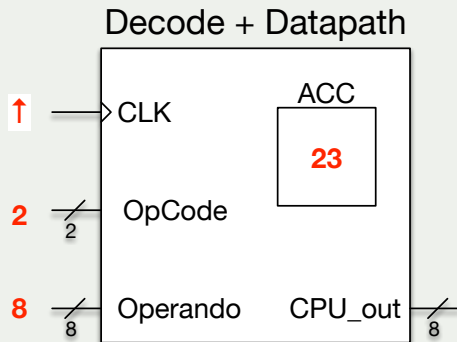 Decode + Datapath
↑ CLK
ACC
23
2 2 OpCode
8 8 Operando CPU_out 8